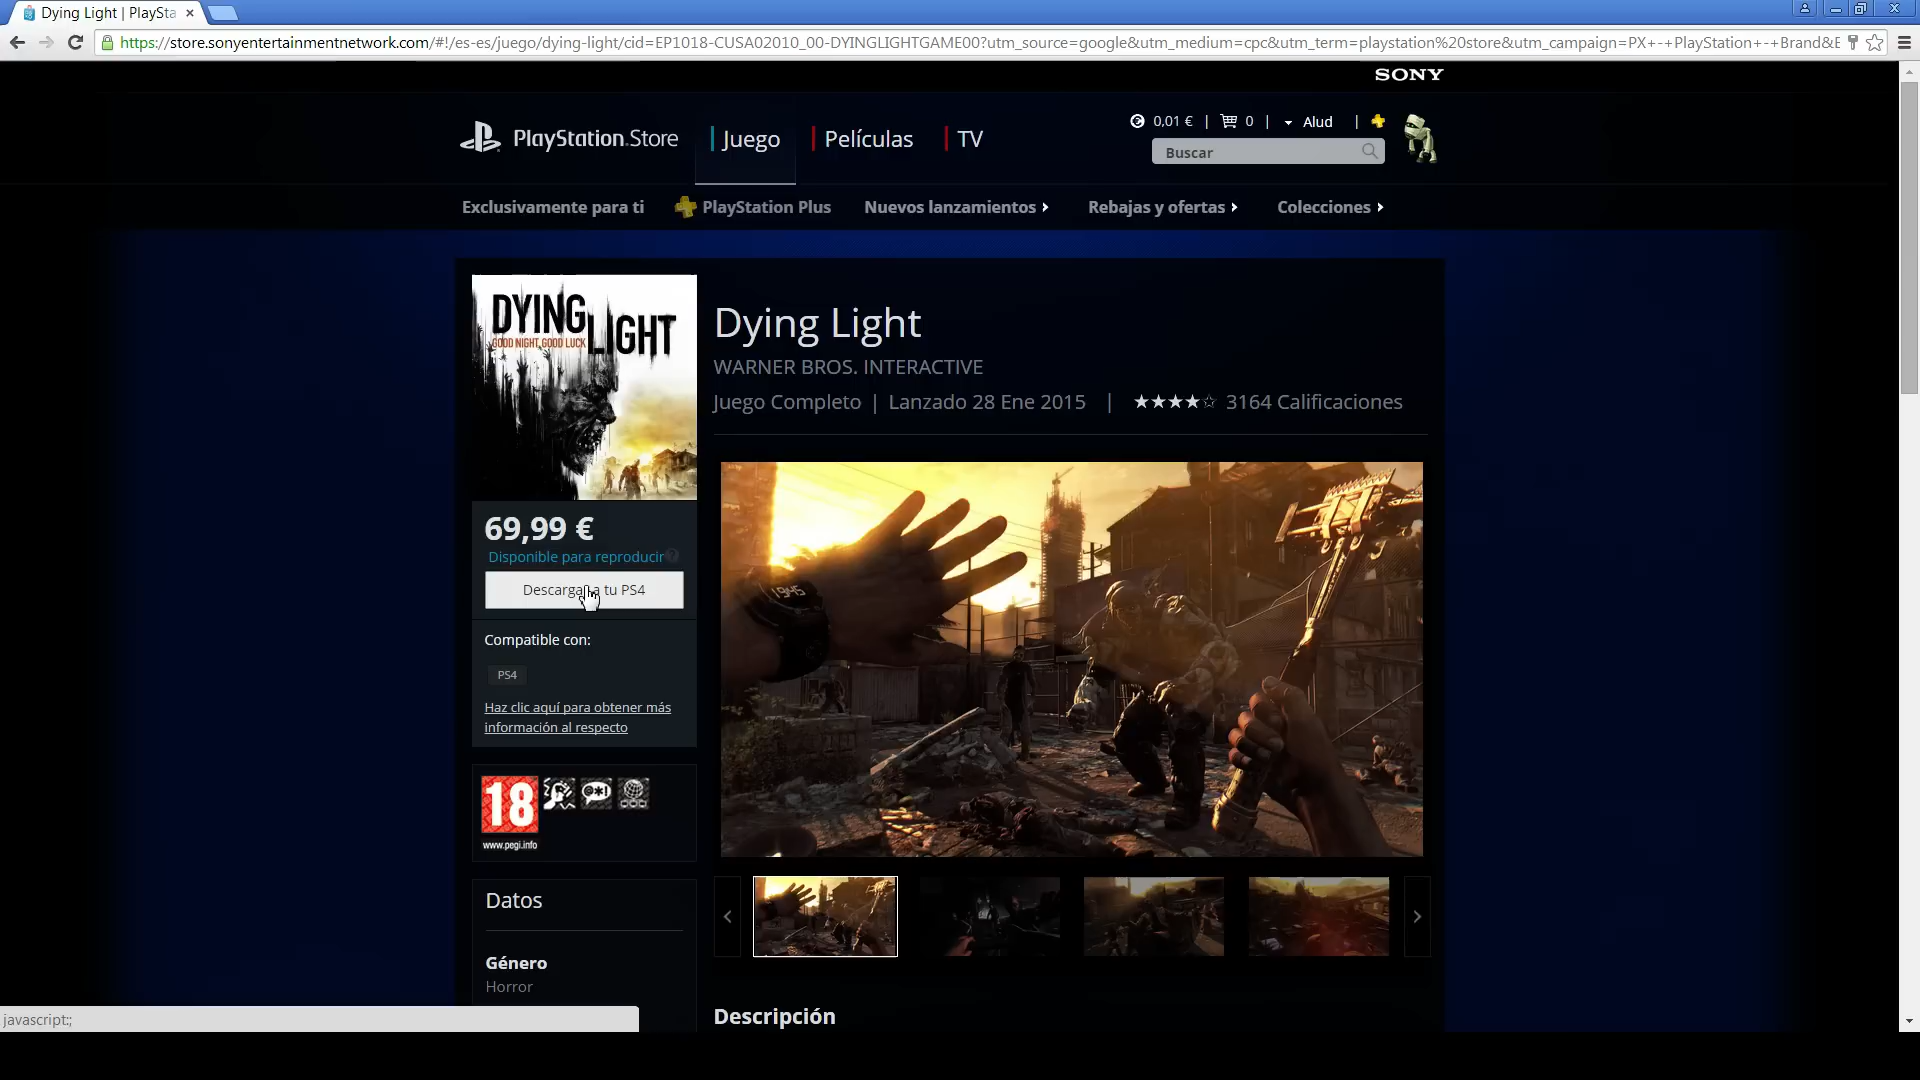 Dying Light | PlaySta
https://store.sonyentertainmentnetwork.com/#!/es-es/juego/dying-light/cid=EP1018-CUSA02010_00-DYINGLIGHTGAME00?utm_source=google&utm_medium=cpc&utm_term=playstation%20store&utm_campaign=PX+-+PlayStation+-+Brand&E
SONY
PlayStation.Store
Juego
Películas
TV
0,01 € | 0 | Alud |
Buscar
Exclusivamente para ti
PlayStation Plus
Nuevos lanzamientos
Rebajas y ofertas
Colecciones
DYING LIGHT
GOOD NIGHT, GOOD LUCK
Dying Light
WARNER BROS. INTERACTIVE
Juego Completo | Lanzado 28 Ene 2015 | ★★★★☆ 3164 Calificaciones
69,99 €
Disponible para reproducir ?
Descarga a tu PS4
Compatible con:
PS4
Haz clic aquí para obtener más
información al respecto
1945
18
@*!
www.pegi.info
Datos
Género
Horror
Descripción
javascript:;